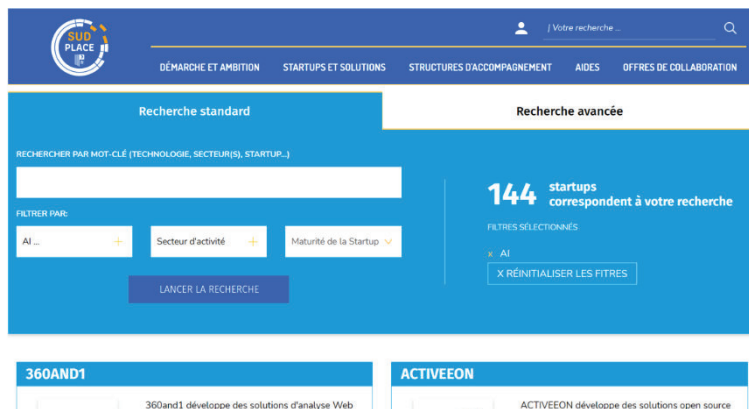 SUD
PLACE
| Votre recherche ...
DÉMARCHE ET AMBITION STARTUPS ET SOLUTIONS STRUCTURES D'ACCOMPAGNEMENT AIDES OFFRES DE COLLABORATION
Recherche standard Recherche avancée
RECHERCHER PAR MOT-CLÉ (TECHNOLOGIE, SECTEUR(S), STARTUP...)
144 startups
correspondent à votre recherche
FILTRER PAR:
FILTRES SÉLECTIONNÉS
AI ... + Secteur d'activité + Maturité de la Startup
x AI
X RÉINITIALISER LES FITRES
LANCER LA RECHERCHE
360AND1 ACTIVEEON
360and1 développe des solutions d'analyse Web ACTIVEEON développe des solutions open source